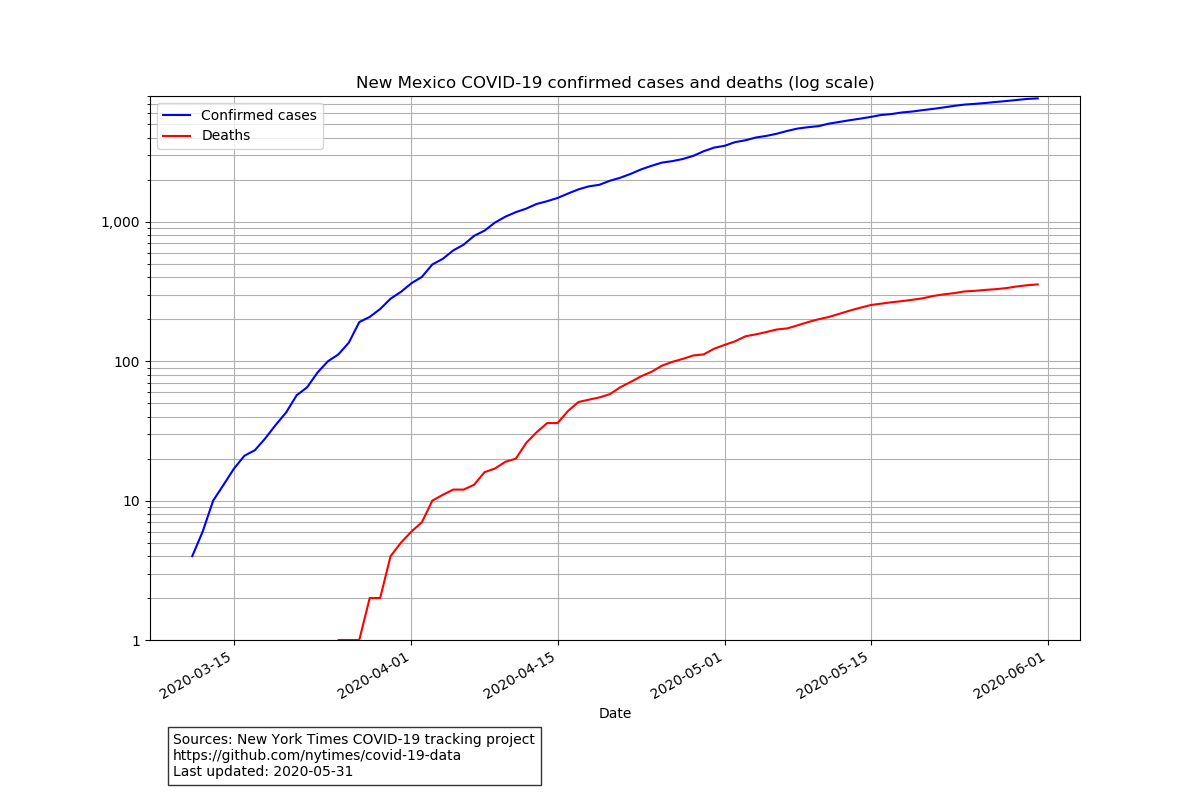 New Mexico COVID-19 confirmed cases and deaths (log scale)
Confirmed cases
Deaths
1,000
100
10
1
2020-03-15
2020-04-01
2020-04-15
2020-05-01
2020-05-15
2020-06-01
Date
Sources: New York Times COVID-19 tracking project
https://github.com/nytimes/covid-19-data
Last updated: 2020-05-31